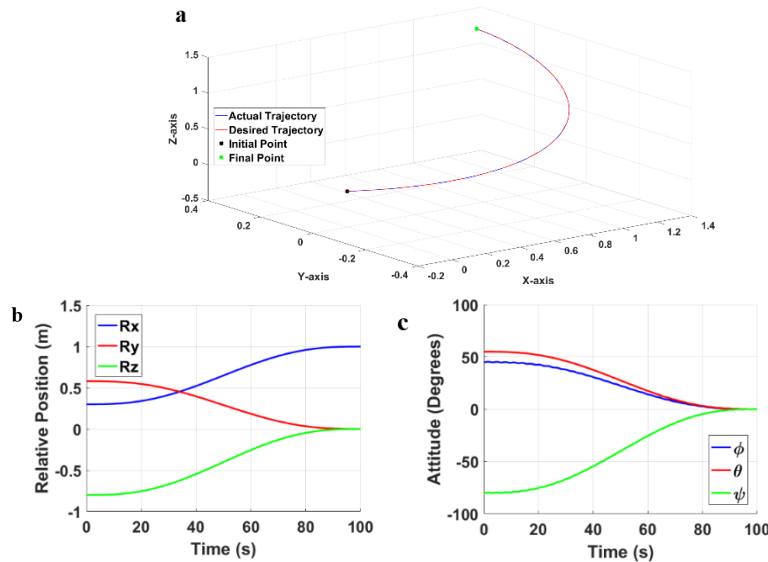 a
1.5
1
0.5
0
-0.5
Z-axis
Actual Trajectory
Desired Trajectory
Initial Point
Final Point
0.4
0.2
0
-0.2
-0.4
Y-axis
-0.2
0
0.2
0.4
0.6
0.8
1
1.2
1.4
X-axis
b
1.5
1
0.5
0
-0.5
-1
Relative Position (m)
Rx
Ry
Rz
0 20 40 60 80 100
Time (s)
c
100
50
0
-50
-100
Attitude (Degrees)
ϕ
θ
ψ
0 20 40 60 80 100
Time (s)